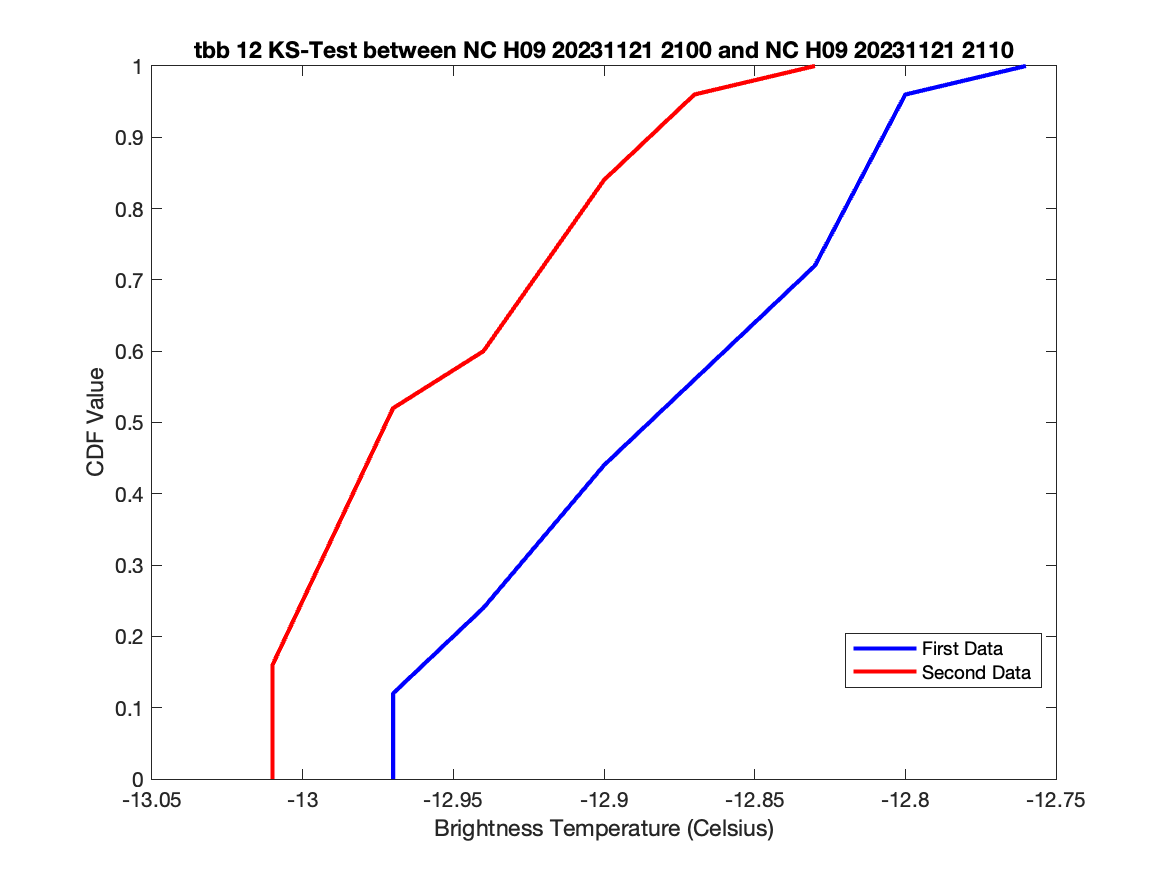 tbb 12 KS-Test between NC H09 20231121 2100 and NC H09 20231121 2110
1
0.9
0.8
0.7
0.6
0.5
0.4
0.3
0.2
0.1
0
CDF Value
First Data
Second Data
-13.05 -13 -12.95 -12.9 -12.85 -12.8 -12.75
Brightness Temperature (Celsius)